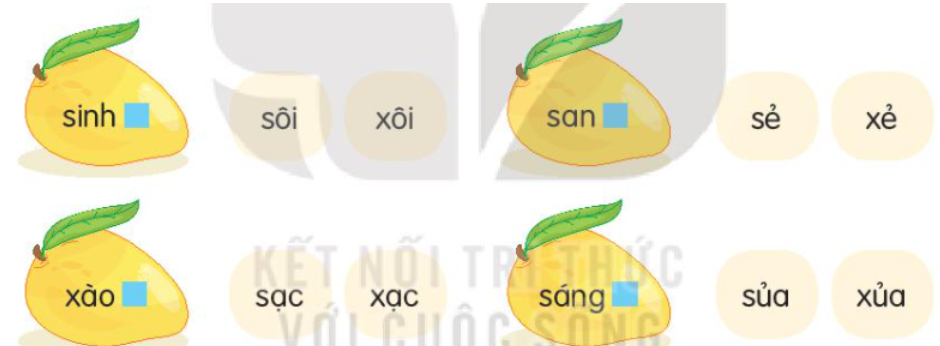 sinh sôi xôi san sẻ xẻ
KẾT NỐI TRI THỨC
xào sạc xạc sáng sủa xủa
VỚI CUỘC SỐNG